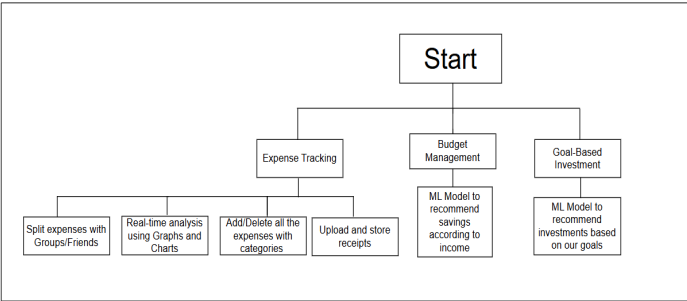 Start
Expense Tracking
Budget
Management
Goal-Based
Investment
Split expenses with
Groups/Friends
Real-time analysis
using Graphs and
Charts
Add/Delete all the
expenses with
categories
Upload and store
receipts
ML Model to
recommend
savings
according to
income
ML Model to
recommend
investments based
on our goals